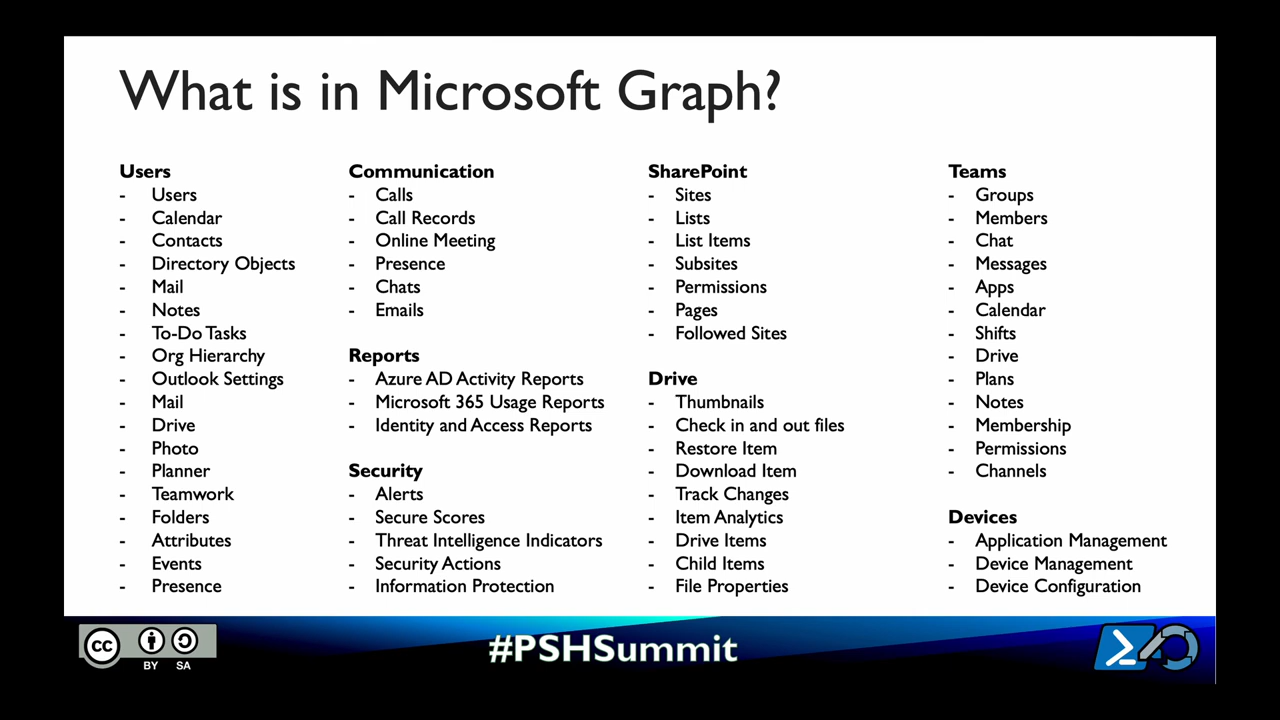 What is in Microsoft Graph?
Users
- Users
- Calendar
- Contacts
- Directory Objects
- Mail
- Notes
- To-Do Tasks
- Org Hierarchy
- Outlook Settings
- Mail
- Drive
- Photo
- Planner
- Teamwork
- Folders
- Attributes
- Events
- Presence
Communication
- Calls
- Call Records
- Online Meeting
- Presence
- Chats
- Emails
Reports
- Azure AD Activity Reports
- Microsoft 365 Usage Reports
- Identity and Access Reports
Security
- Alerts
- Secure Scores
- Threat Intelligence Indicators
- Security Actions
- Information Protection
SharePoint
- Sites
- Lists
- List Items
- Subsites
- Permissions
- Pages
- Followed Sites
Drive
- Thumbnails
- Check in and out files
- Restore Item
- Download Item
- Track Changes
- Item Analytics
- Drive Items
- Child Items
- File Properties
Teams
- Groups
- Members
- Chat
- Messages
- Apps
- Calendar
- Shifts
- Drive
- Plans
- Notes
- Membership
- Permissions
- Channels
Devices
- Application Management
- Device Management
- Device Configuration
cc
BY SA
#PSHSummit